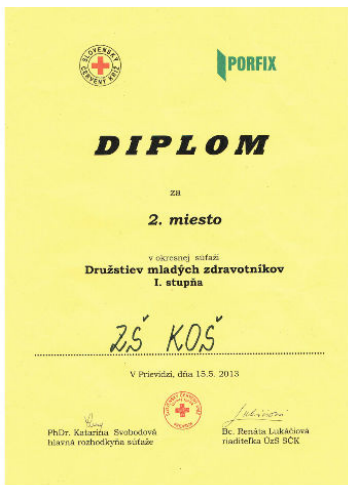 SLOVENSKÝ
ČERVENÝ KRÍŽ
PORFIX
DIPLOM
za
2. miesto
v okresnej súťaži
Družstiev mladých zdravotníkov
I. stupňa
ZŠ KOŠ
V Prievidzi, dňa 15.5. 2013
PhDr. Katarína Svobodová
hlavná rozhodkyňa súťaže
Bc. Renáta Lukáčiová
riaditeľka ÚzS SČK